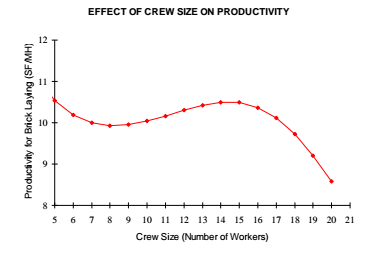 EFFECT OF CREW SIZE ON PRODUCTIVITY
Productivity for Brick Laying (SF/MH)
12
11
10
9
8
5 6 7 8 9 10 11 12 13 14 15 16 17 18 19 20 21
Crew Size (Number of Workers)